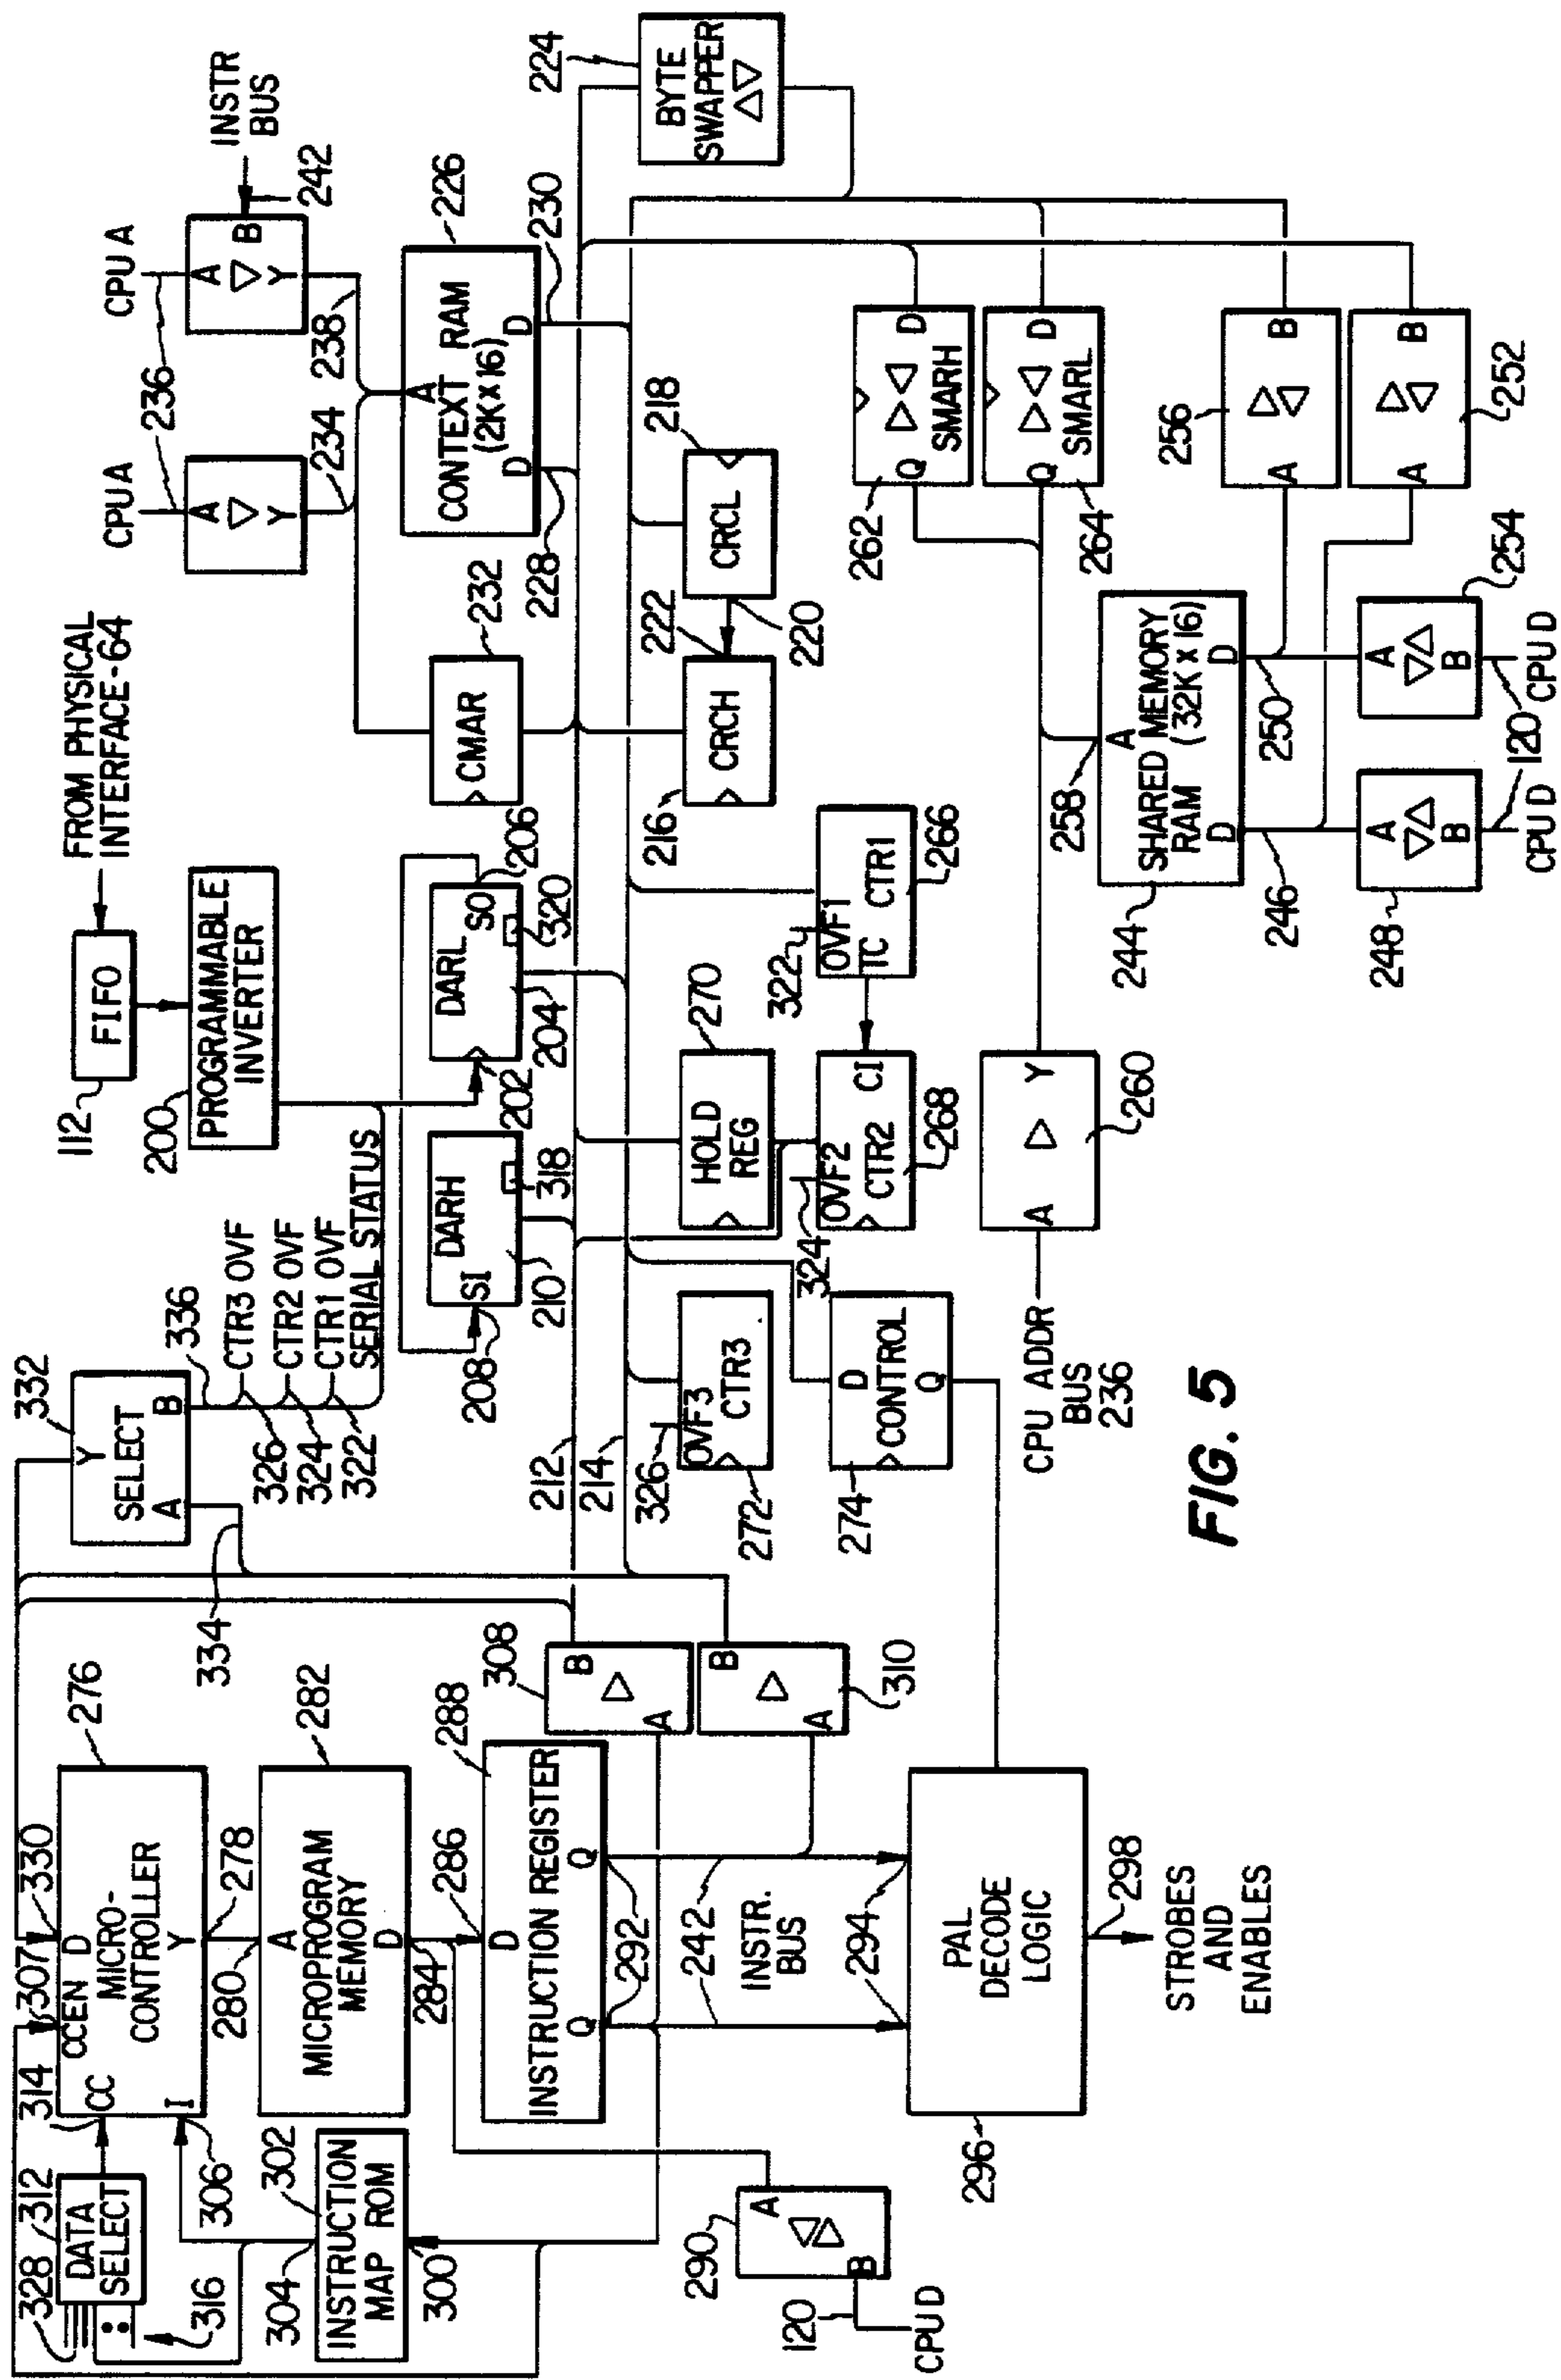 328
312
DATA
SELECT
316
314
CC
307
CCEN
D
330
276
MICRO-
CONTROLLER
I
Y
306
278
280
A
MICROPROGRAM
MEMORY
D
282
302
304
INSTRUCTION
MAP ROM
300
284
286
D
INSTRUCTION REGISTER
Q
Q
288
292
242
INSTR.
BUS
294
PAL
DECODE
LOGIC
296
298
STROBES
AND
ENABLES
290
A
B
120
CPU D
308
B
A
310
B
A
334
332
Y
SELECT
A
B
336
CTR3 OVF
CTR2 OVF
CTR1 OVF
SERIAL STATUS
326
324
322
112
FIFO
FROM PHYSICAL
INTERFACE-64
200
PROGRAMMABLE
INVERTER
208
SI
DARH
318
210
202
DARL
SO
206
320
204
212
214
326
OVF3
CTR3
272
HOLD
REG
270
324
OVF2
CI
CTR2
268
322
OVF1
TC
CTR1
266
D
CONTROL
Q
274
CPU ADDR
BUS
236
A
Y
260
CMAR
232
216
CRCH
222
220
CRCL
218
CPU A
236
CPU A
A
Y
234
A
B
Y
238
INSTR
BUS
242
A
CONTEXT RAM
(2K x 16)
D
D
226
228
230
224
BYTE
SWAPPER
262
Q
D
SMARH
Q
D
SMARL
264
258
A
SHARED MEMORY
RAM (32K x 16)
D
D
244
246
250
248
A
B
A
B
254
120
CPU D
CPU D
256
A
B
A
B
252
FIG. 5